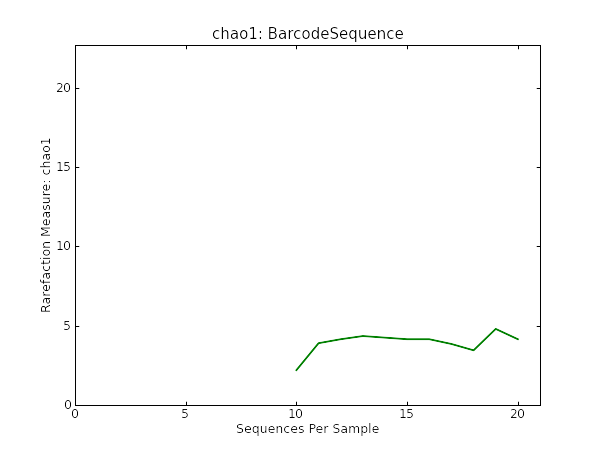 chao1: BarcodeSequence
Rarefaction Measure: chao1
20
15
10
5
0
0 5 10 15 20
Sequences Per Sample